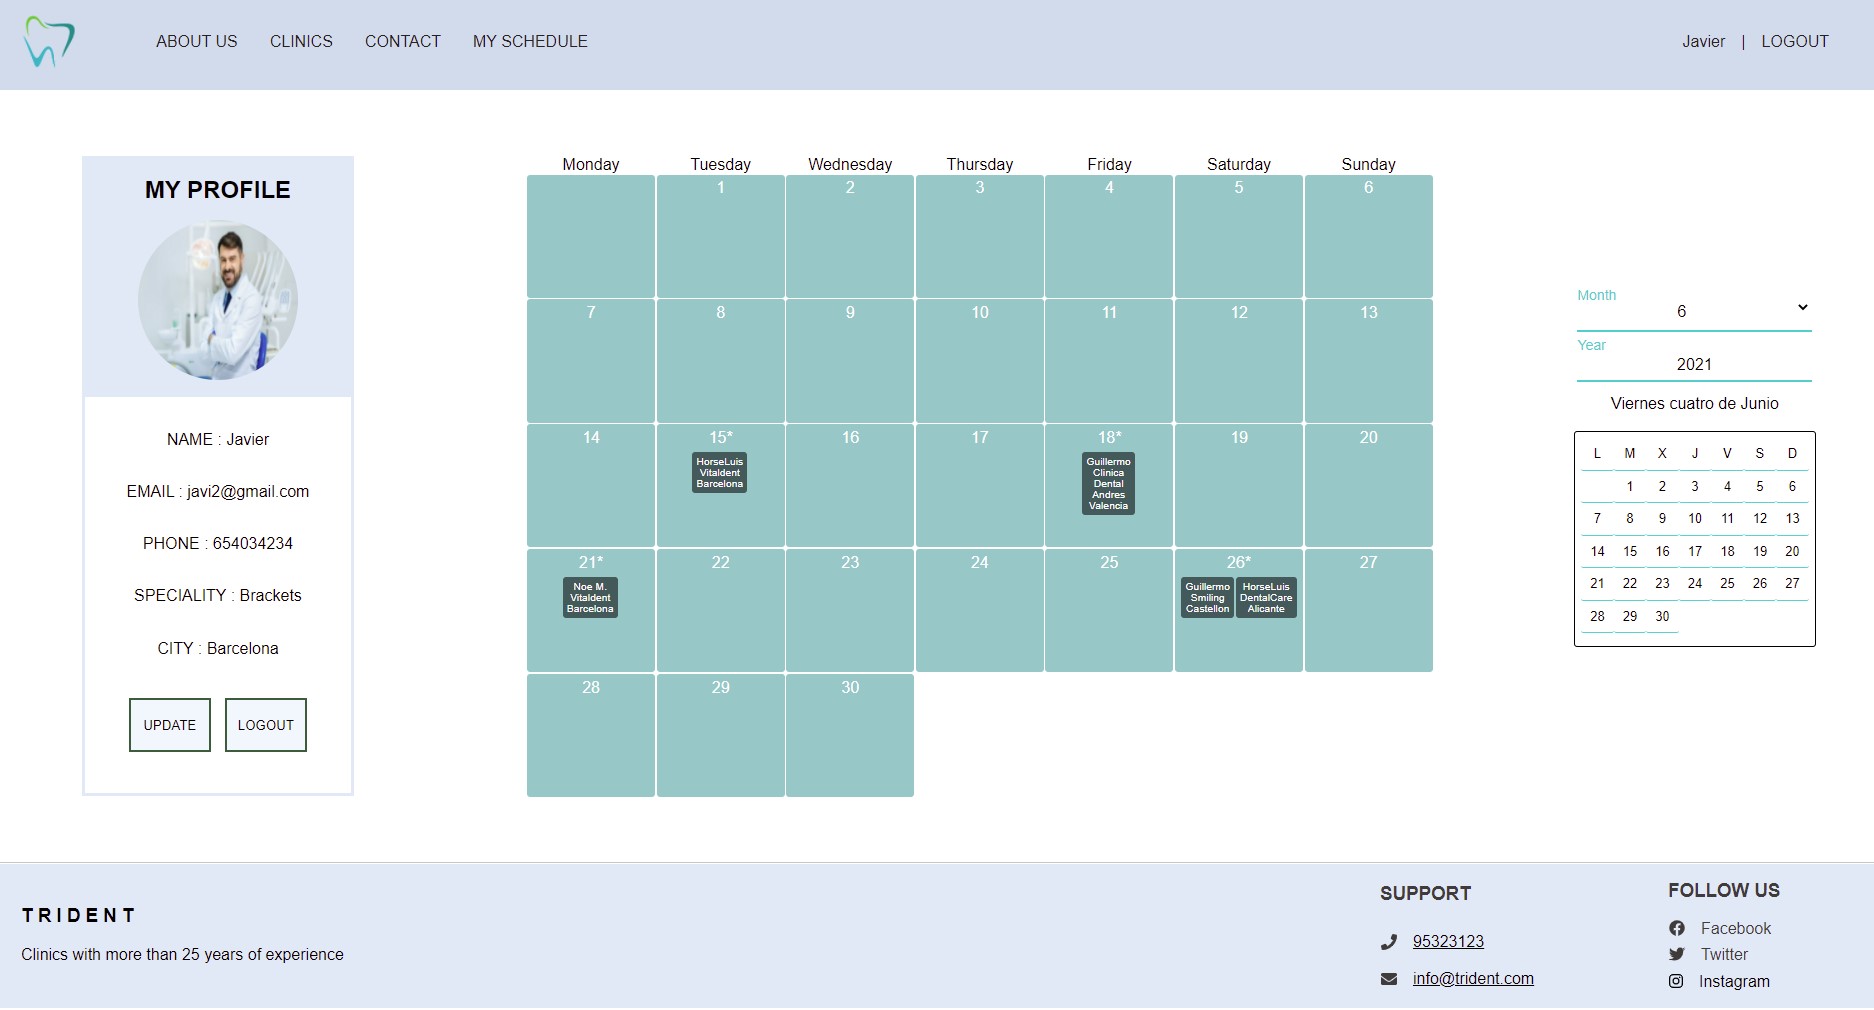 ABOUT US
CLINICS
CONTACT
MY SCHEDULE
Javier | LOGOUT
MY PROFILE
NAME : Javier
EMAIL : javi2@gmail.com
PHONE : 654034234
SPECIALITY : Brackets
CITY : Barcelona
UPDATE
LOGOUT
Monday Tuesday Wednesday Thursday Friday Saturday Sunday
1 2 3 4 5 6
7 8 9 10 11 12 13
14 15* 16 17 18* 19 20
HorseLuis
Vitaldent
Barcelona
Guillermo
Clinica
Dental
Andres
Valencia
21* 22 23 24 25 26* 27
Noe M.
Vitaldent
Barcelona
Guillermo
Smiling
Castellon
HorseLuis
DentalCare
Alicante
28 29 30
Month
6
Year
2021
Viernes cuatro de Junio
L M X J V S D
1 2 3 4 5 6
7 8 9 10 11 12 13
14 15 16 17 18 19 20
21 22 23 24 25 26 27
28 29 30
TRIDENT
Clinics with more than 25 years of experience
SUPPORT
95323123
info@trident.com
FOLLOW US
Facebook
Twitter
Instagram